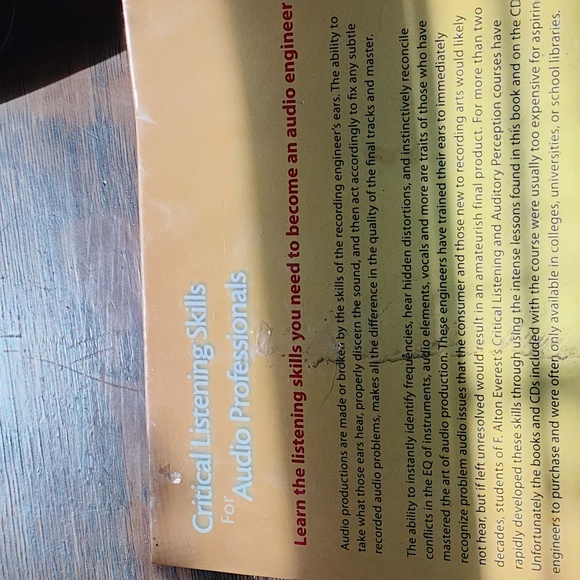 Critical Listening Skills
For
Audio Professionals
Learn the listening skills you need to become an audio engineer
Audio productions are made or broken by the skills of the recording engineer's ears. The ability to
take what those ears hear, properly discern the sound, and then act accordingly to fix any subtle
recorded audio problems, makes all the difference in the quality of the final tracks and master.
The ability to instantly identify frequencies, hear hidden distortions, and instinctively reconcile
conflicts in the EQ of instruments, audio elements, vocals and more are traits of those who have
mastered the art of audio production. These engineers have trained their ears to immediately
recognize problem audio issues that the consumer and those new to recording arts would likely
not hear, but if left unresolved would result in an amateurish final product. For more than two
decades, students of F. Alton Everest's Critical Listening and Auditory Perception courses have
rapidly developed these skills through using the intense lessons found in this book and on the CD
Unfortunately the books and CDs included with the course were usually too expensive for aspirin
engineers to purchase and were often only available in colleges, universities, or school libraries.